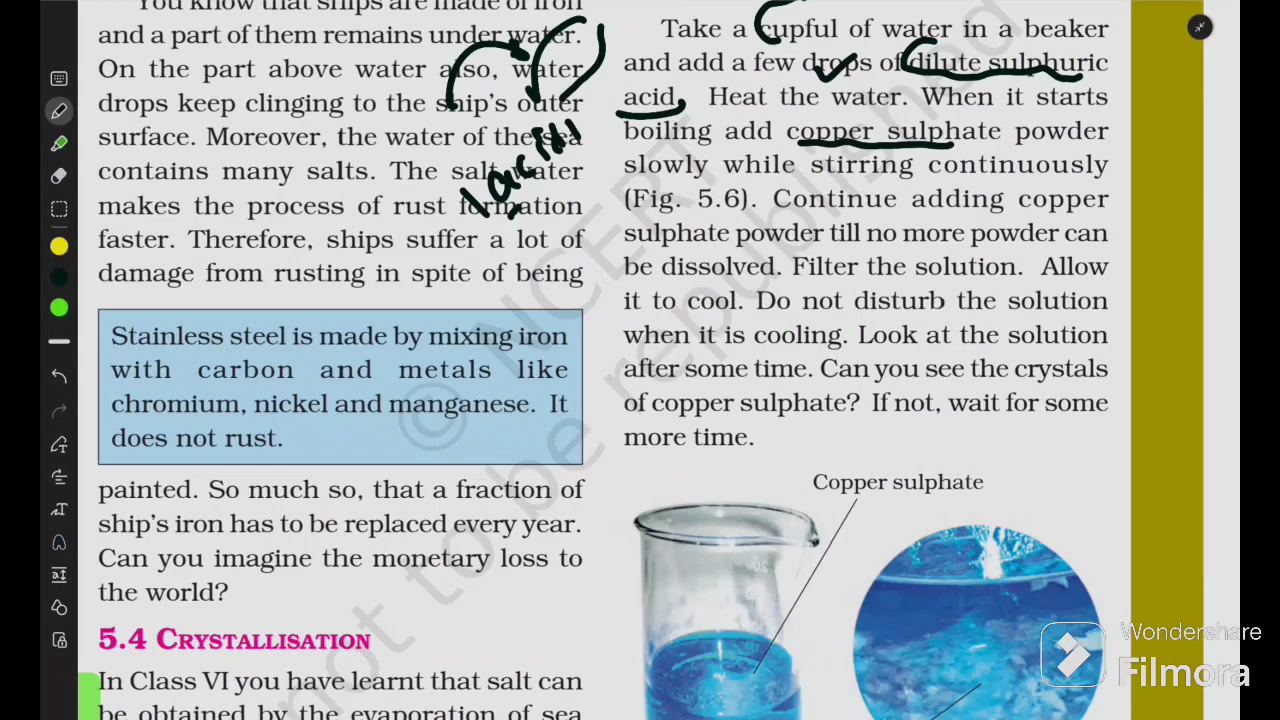 You know that ships are made of iron
and a part of them remains under water.
On the part above water also, water
drops keep clinging to the ship's outer
surface. Moreover, the water of the sea
contains many salts. The salt water
makes the process of rust formation
faster. Therefore, ships suffer a lot of
damage from rusting in spite of being
Stainless steel is made by mixing iron
with carbon and metals like
chromium, nickel and manganese. It
does not rust.
painted. So much so, that a fraction of
ship's iron has to be replaced every year.
Can you imagine the monetary loss to
the world?
5.4 CRYSTALLISATION
In Class VI you have learnt that salt can
be obtained by the evaporation of sea
Take a cupful of water in a beaker
and add a few drops of dilute sulphuric
acid. Heat the water. When it starts
boiling add copper sulphate powder
slowly while stirring continuously
(Fig. 5.6). Continue adding copper
sulphate powder till no more powder can
be dissolved. Filter the solution. Allow
it to cool. Do not disturb the solution
when it is cooling. Look at the solution
after some time. Can you see the crystals
of copper sulphate? If not, wait for some
more time.
Copper sulphate
© NCERT
not to be republished
Wondershare
Filmora